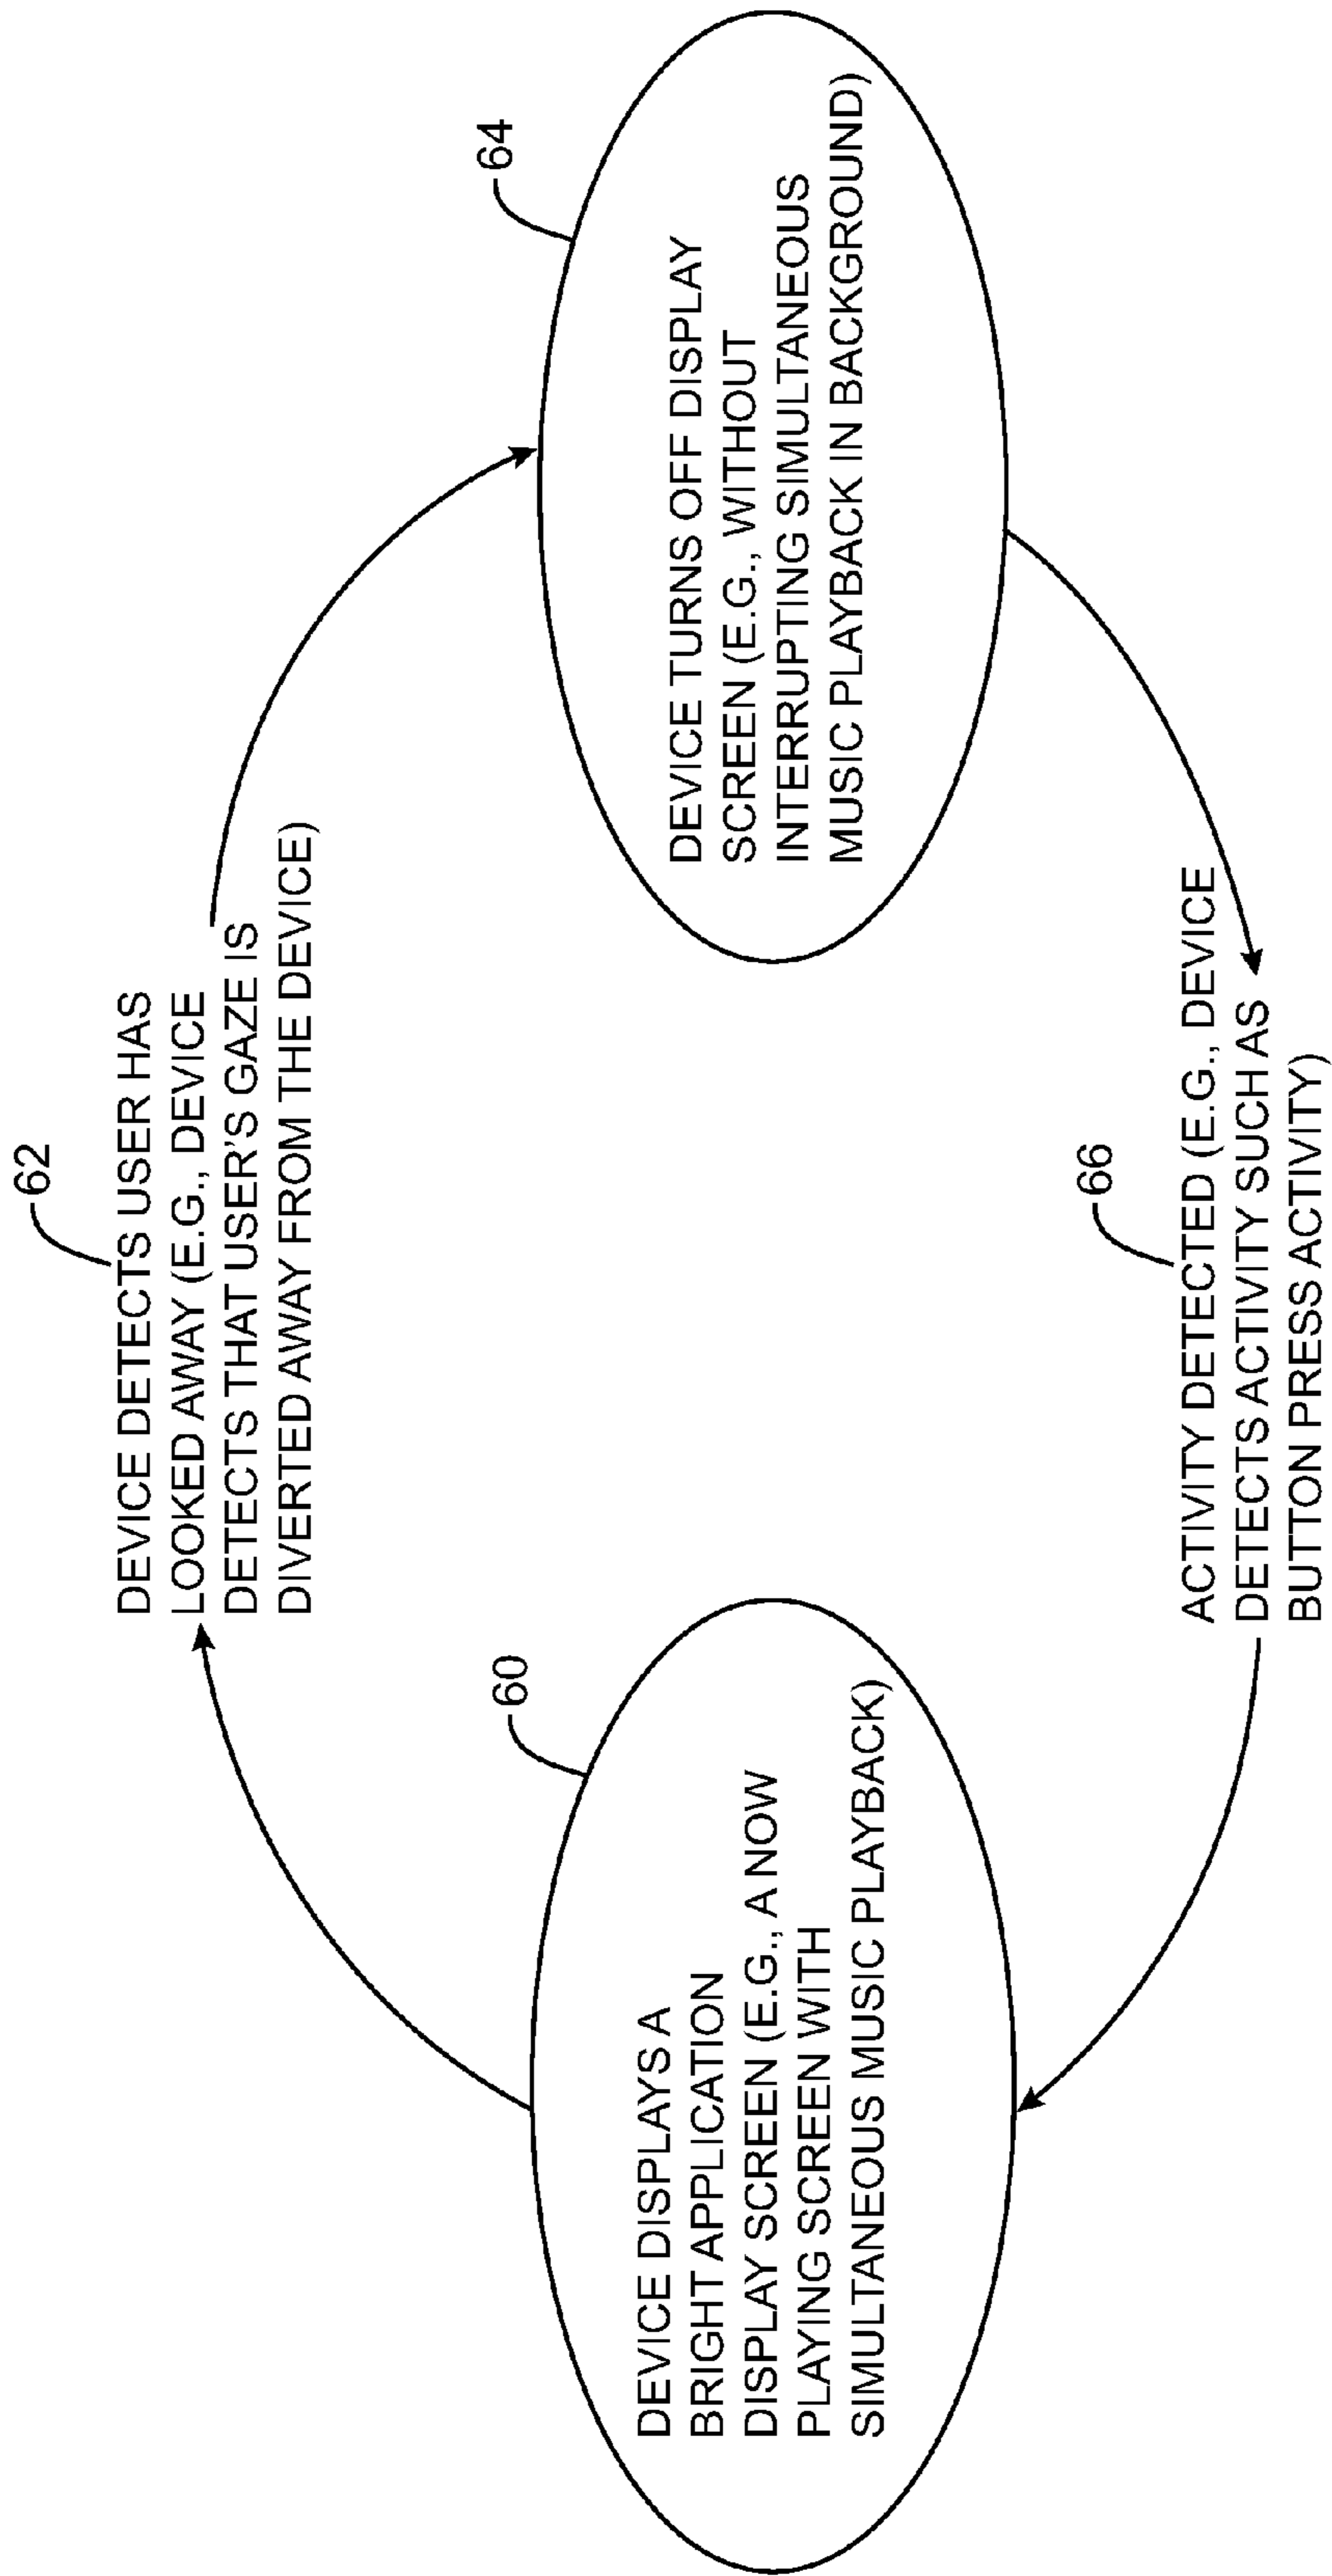 62
DEVICE DETECTS USER HAS
LOOKED AWAY (E.G., DEVICE
DETECTS THAT USER'S GAZE IS
DIVERTED AWAY FROM THE DEVICE)
60
DEVICE DISPLAYS A
BRIGHT APPLICATION
DISPLAY SCREEN (E.G., A NOW
PLAYING SCREEN WITH
SIMULTANEOUS MUSIC PLAYBACK)
64
DEVICE TURNS OFF DISPLAY
SCREEN (E.G., WITHOUT
INTERRUPTING SIMULTANEOUS
MUSIC PLAYBACK IN BACKGROUND)
66
ACTIVITY DETECTED (E.G., DEVICE
DETECTS ACTIVITY SUCH AS
BUTTON PRESS ACTIVITY)